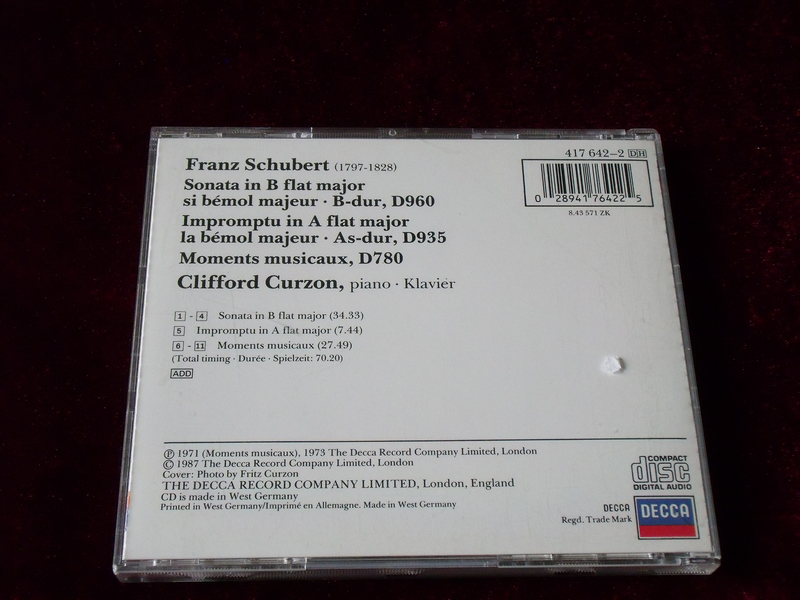 Franz Schubert (1797-1828)
417 642-2 DH
Sonata in B flat major
si bémol majeur · B-dur, D960
0 28941 76422 5
8.43 571 ZK
Impromptu in A flat major
la bémol majeur · As-dur, D935
Moments musicaux, D780
Clifford Curzon, piano · Klavier
1 - 4 Sonata in B flat major (34.33)
5 Impromptu in A flat major (7.44)
6 - 11 Moments musicaux (27.49)
(Total timing · Durée · Spielzeit: 70.20)
ADD
Ⓟ 1971 (Moments musicaux), 1973 The Decca Record Company Limited, London
© 1987 The Decca Record Company Limited, London
Cover: Photo by Fritz Curzon
THE DECCA RECORD COMPANY LIMITED, London, England
CD is made in West Germany
Printed in West Germany/Imprimé en Allemagne. Made in West Germany
COMPACT
disc
DIGITAL AUDIO
DECCA
Regd. Trade Mark
DECCA